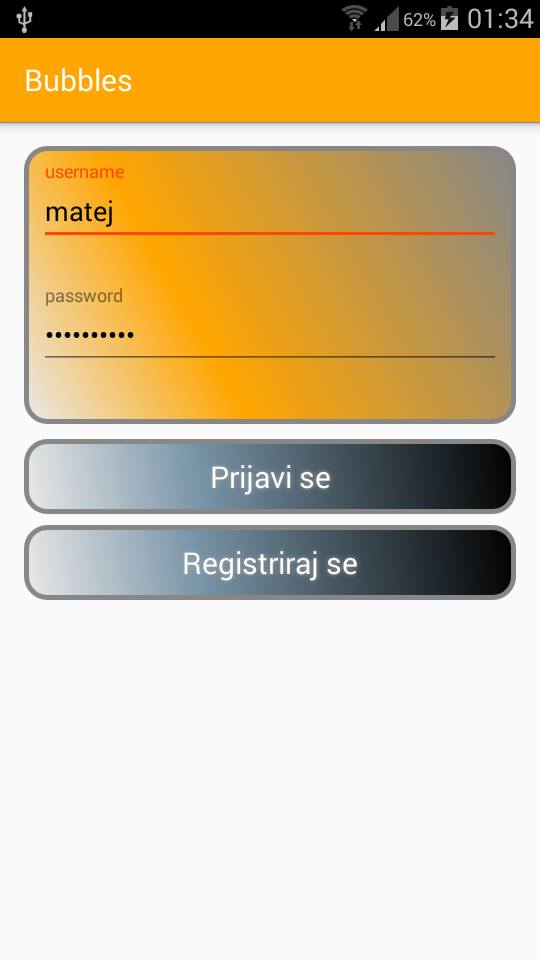 62% 01:34
Bubbles
username
matej
password
••••••••••
Prijavi se
Registriraj se